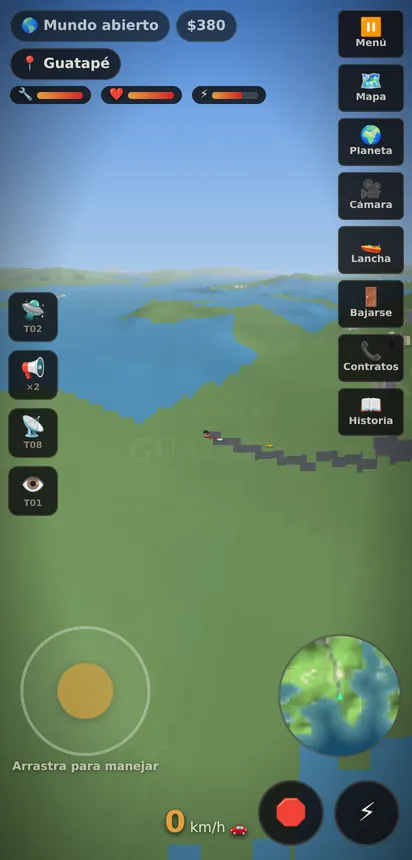 Mundo abierto
$380
Guatapé
Menú
Mapa
Planeta
Cámara
Lancha
Bajarse
Contratos
Historia
T02
×2
T08
T01
Arrastra para manejar
0 km/h